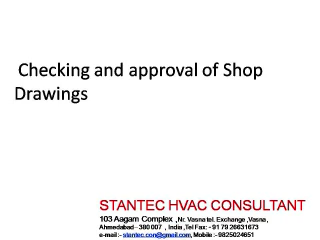 Checking and approval of Shop
Drawings
STANTEC HVAC CONSULTANT
103 Aagam Complex , Nr. Vasna tel. Exchange ,Vasna,
Ahmedabad – 380 007 , India ,Tel Fax: - 91 79 26631673
e-mail :- stantec.con@gmail.com, Mobile :- 9825024651